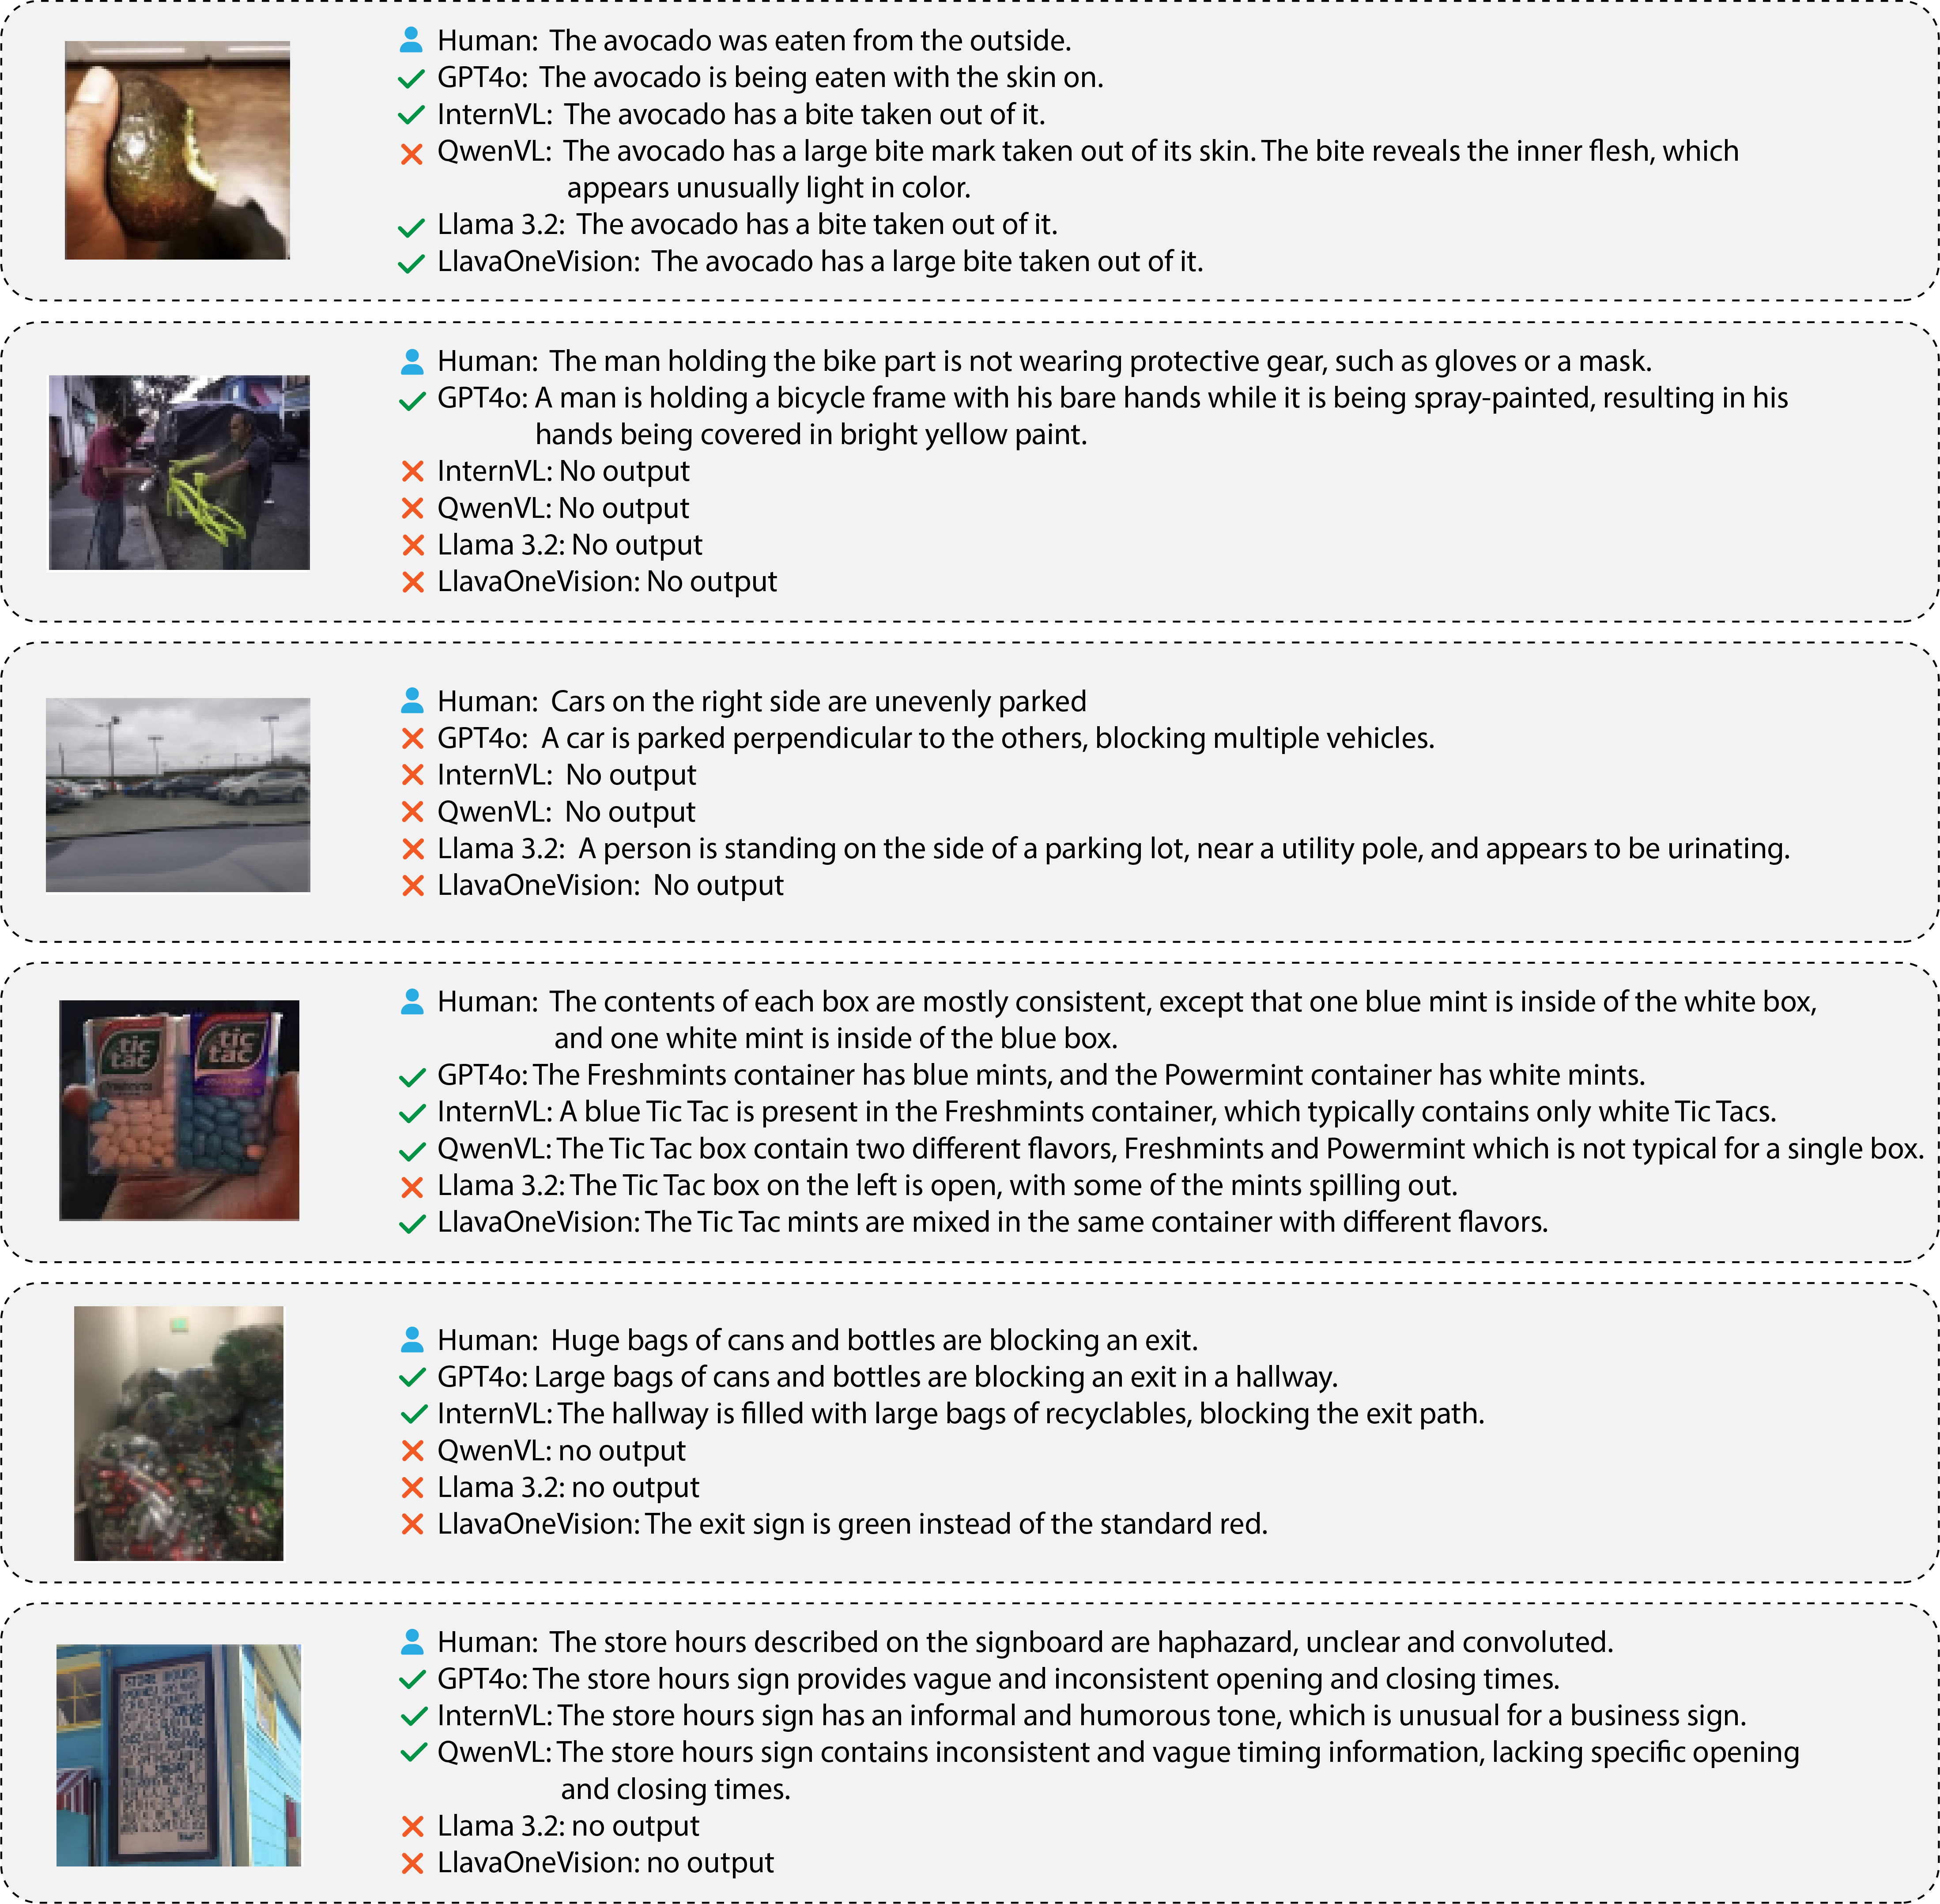 Human: The avocado was eaten from the outside.
GPT4o: The avocado is being eaten with the skin on.
InternVL: The avocado has a bite taken out of it.
QwenVL: The avocado has a large bite mark taken out of its skin. The bite reveals the inner flesh, which
appears unusually light in color.
Llama 3.2: The avocado has a bite taken out of it.
LlavaOneVision: The avocado has a large bite taken out of it.
Human: The man holding the bike part is not wearing protective gear, such as gloves or a mask.
GPT4o: A man is holding a bicycle frame with his bare hands while it is being spray-painted, resulting in his
hands being covered in bright yellow paint.
InternVL: No output
QwenVL: No output
Llama 3.2: No output
LlavaOneVision: No output
Human: Cars on the right side are unevenly parked
GPT4o: A car is parked perpendicular to the others, blocking multiple vehicles.
InternVL: No output
QwenVL: No output
Llama 3.2: A person is standing on the side of a parking lot, near a utility pole, and appears to be urinating.
LlavaOneVision: No output
tic tac
tic tac
freshmints
Human: The contents of each box are mostly consistent, except that one blue mint is inside of the white box,
and one white mint is inside of the blue box.
GPT4o: The Freshmints container has blue mints, and the Powermint container has white mints.
InternVL: A blue Tic Tac is present in the Freshmints container, which typically contains only white Tic Tacs.
QwenVL: The Tic Tac box contain two different flavors, Freshmints and Powermint which is not typical for a single box.
Llama 3.2: The Tic Tac box on the left is open, with some of the mints spilling out.
LlavaOneVision: The Tic Tac mints are mixed in the same container with different flavors.
Human: Huge bags of cans and bottles are blocking an exit.
GPT4o: Large bags of cans and bottles are blocking an exit in a hallway.
InternVL: The hallway is filled with large bags of recyclables, blocking the exit path.
QwenVL: no output
Llama 3.2: no output
LlavaOneVision: The exit sign is green instead of the standard red.
Human: The store hours described on the signboard are haphazard, unclear and convoluted.
GPT4o: The store hours sign provides vague and inconsistent opening and closing times.
InternVL: The store hours sign has an informal and humorous tone, which is unusual for a business sign.
QwenVL: The store hours sign contains inconsistent and vague timing information, lacking specific opening
and closing times.
Llama 3.2: no output
LlavaOneVision: no output